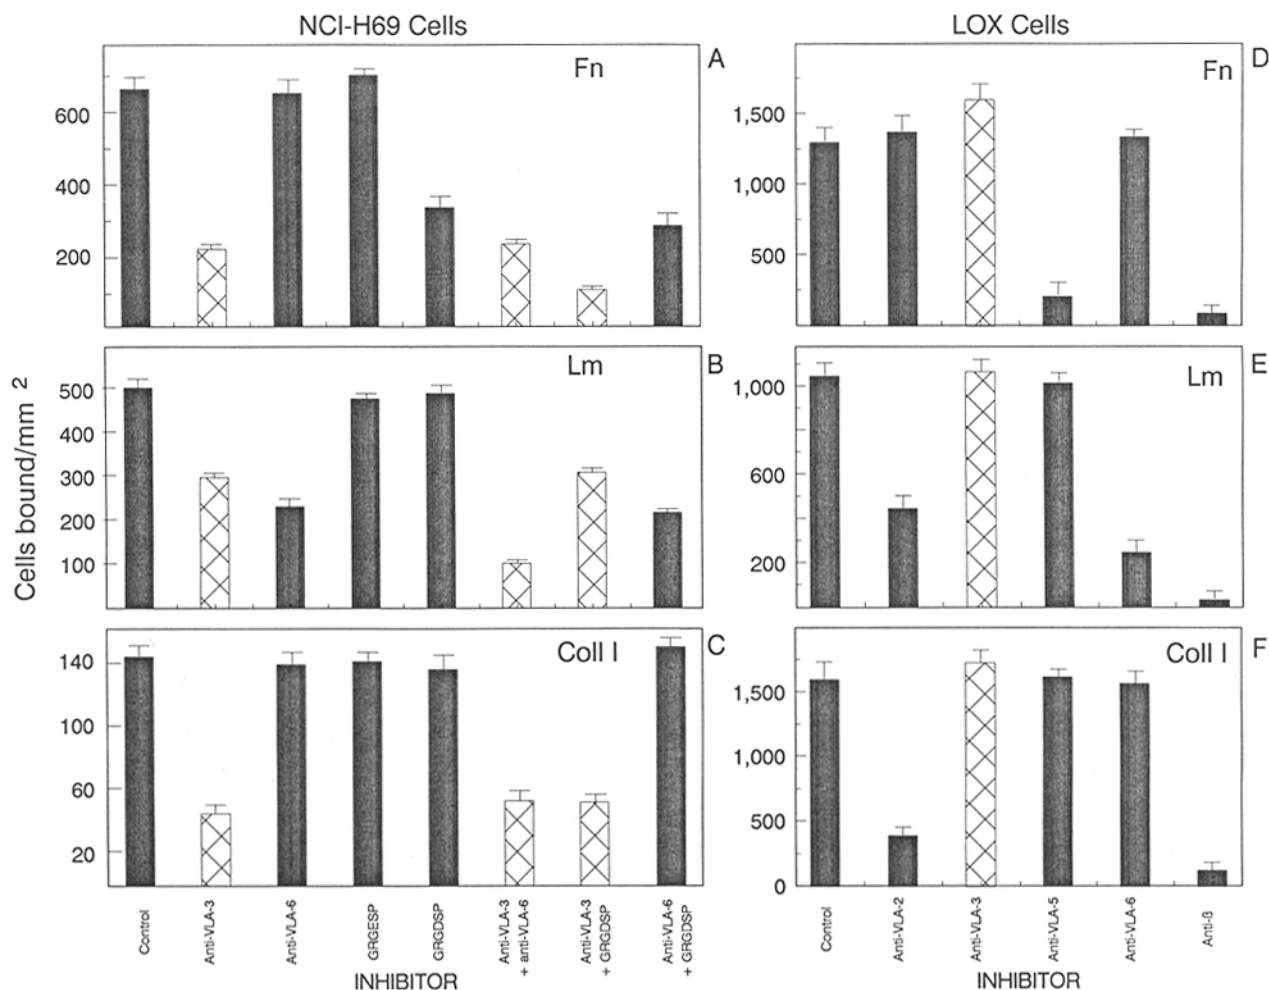 NCI-H69 Cells
LOX Cells
Cells bound/mm 2
Fn
A
600
400
200
Lm
B
500
400
300
200
100
Coll I
C
140
100
60
20
Control
Anti-VLA-3
Anti-VLA-6
GRGESP
GRGDSP
Anti-VLA-3
+ anti-VLA-6
Anti-VLA-3
+ GRGDSP
Anti-VLA-6
+ GRGDSP
INHIBITOR
Fn
D
1,500
1,000
500
Lm
E
1,000
600
200
Coll I
F
1,500
1,000
500
0
Control
Anti-VLA-2
Anti-VLA-3
Anti-VLA-5
Anti-VLA-6
Anti-ß
INHIBITOR